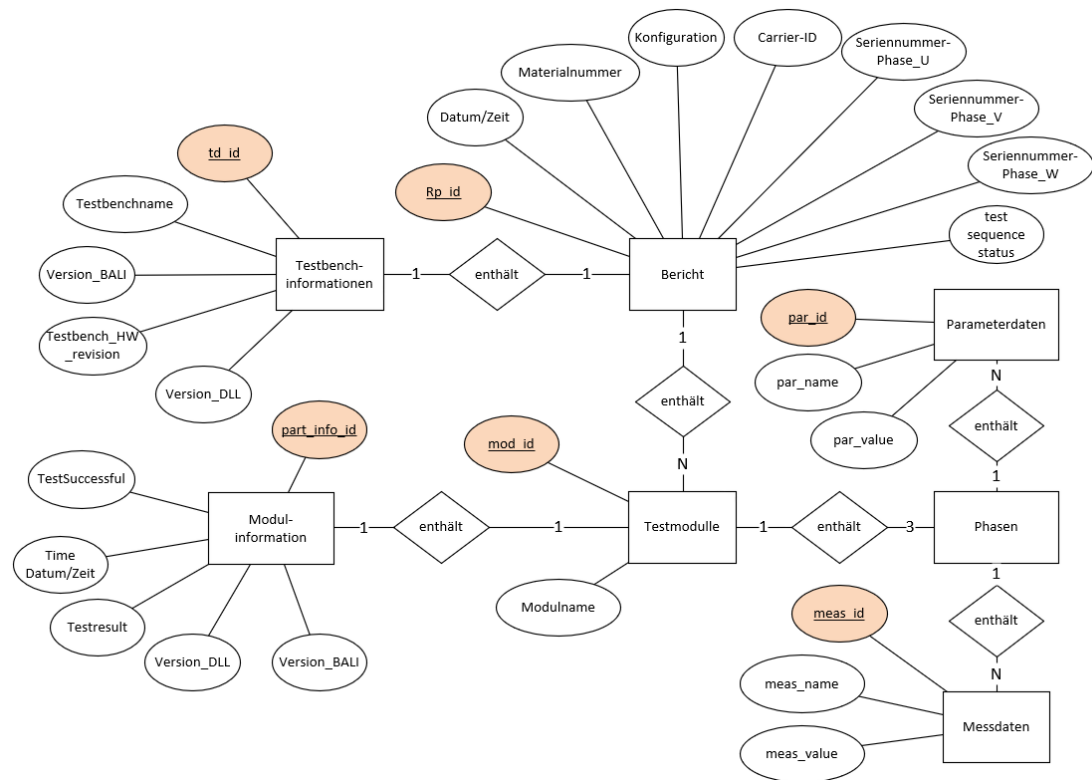 Konfiguration
Carrier-ID
Seriennummer-
Phase_U
Materialnummer
Datum/Zeit
Seriennummer-
Phase_V
td_id
Seriennummer-
Phase_W
Rp_id
Testbenchname
test
sequence
status
Version_BALI
Testbench-
informationen
1
enthält
1
Bericht
Testbench_HW
_revision
par_id
Parameterdaten
1
N
Version_DLL
par_name
enthält
enthält
part_info_id
mod_id
par_value
TestSuccessful
N
1
Modul-
information
1
enthält
1
Testmodulle
1
enthält
3
Phasen
Time
Datum/Zeit
1
Modulname
meas_id
enthält
Testresult
Version_DLL
Version_BALI
N
meas_name
Messdaten
meas_value